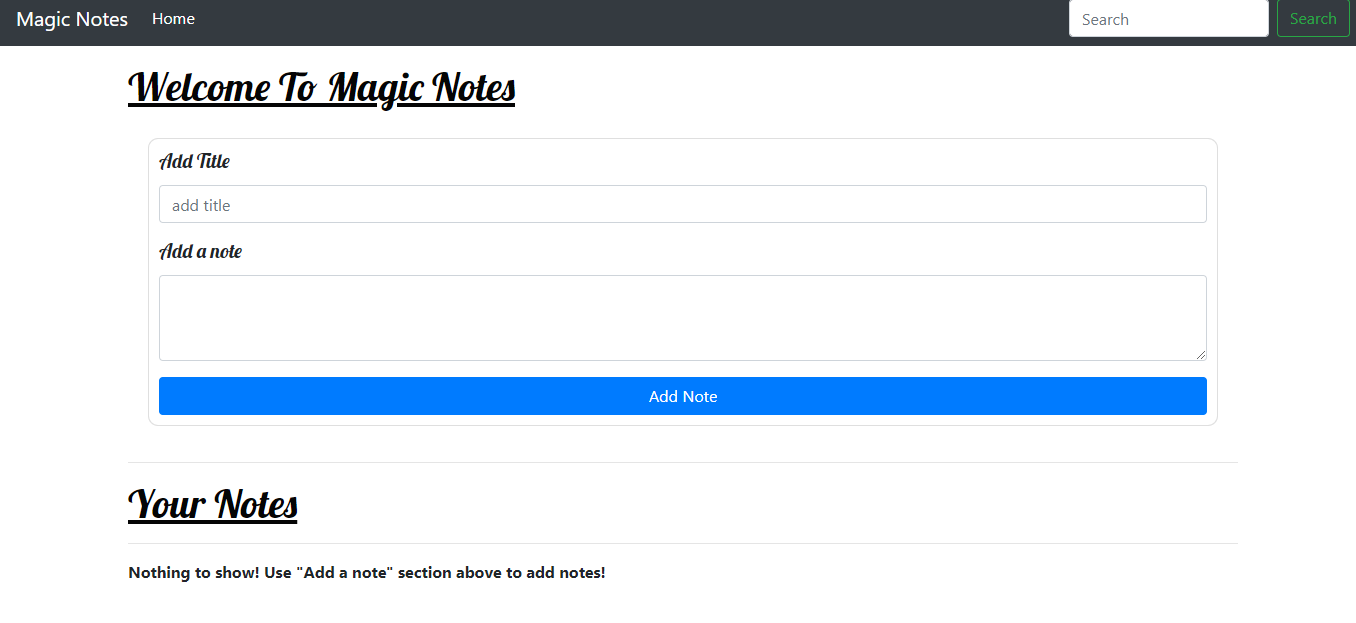 Magic Notes Home Search Search
Welcome To Magic Notes
Add Title
add title
Add a note
Add Note
Your Notes
Nothing to show! Use "Add a note" section above to add notes!